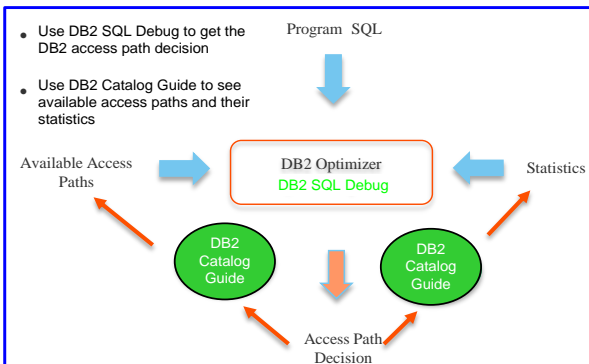 • Use DB2 SQL Debug to get the
DB2 access path decision
• Use DB2 Catalog Guide to see
available access paths and their
statistics
Program SQL
Available Access
Paths
DB2 Optimizer
DB2 SQL Debug
Statistics
DB2
Catalog
Guide
DB2
Catalog
Guide
Access Path
Decision